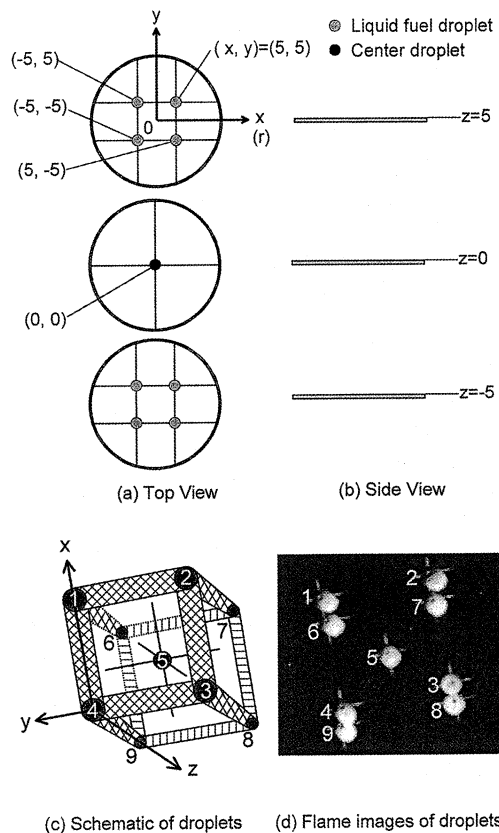 y
Liquid fuel droplet
Center droplet
(-5, 5)
( x, y)=(5, 5)
(-5, -5)
0
x
(r)
(5, -5)
z=5
(0, 0)
z=0
z=-5
(a) Top View
(b) Side View
x
1
2
6
7
5
4
3
y
9
8
z
2
1
7
6
5
3
4
8
9
(c) Schematic of droplets
(d) Flame images of droplets